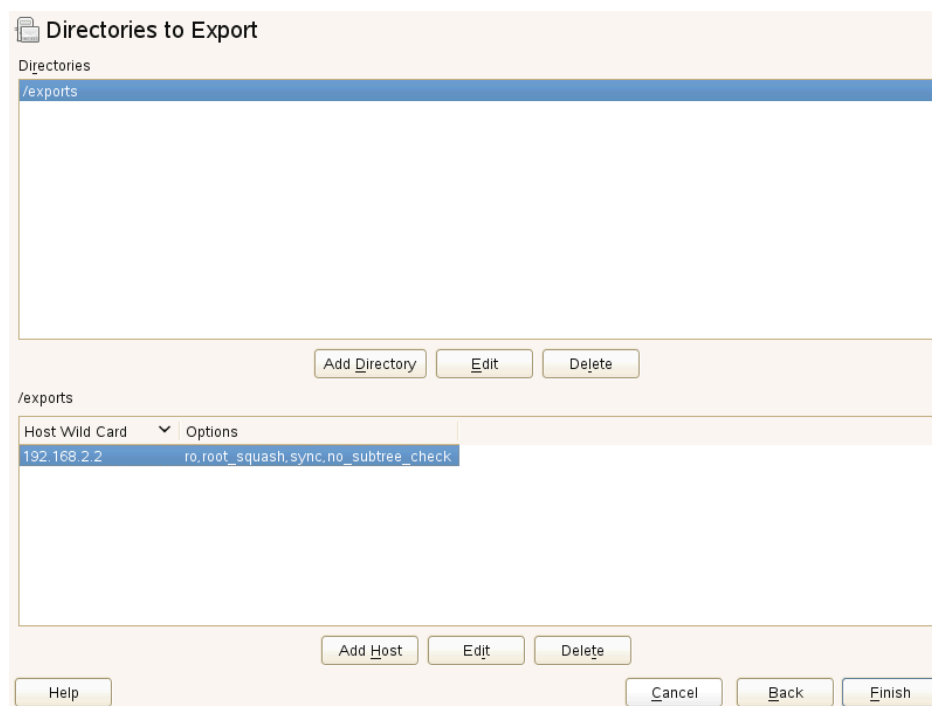 Directories to Export
Directories
/exports
Add Directory Edit Delete
/exports
Host Wild Card Options
192.168.2.2 ro,root_squash,sync,no_subtree_check
Add Host Edit Delete
Help Cancel Back Finish